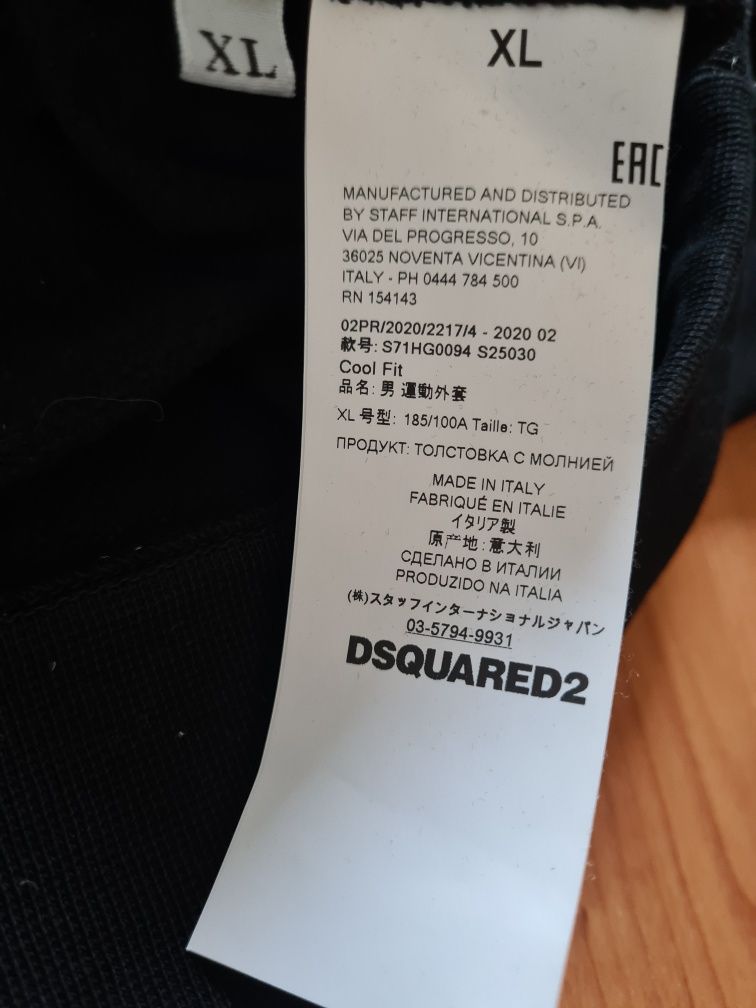 XL
XL
EAC
MANUFACTURED AND DISTRIBUTED
BY STAFF INTERNATIONAL S.P.A.
VIA DEL PROGRESSO, 10
36025 NOVENTA VICENTINA (VI)
ITALY - PH 0444 784 500
RN 154143
02PR/2020/2217/4 - 2020 02
款号: S71HG0094 S25030
Cool Fit
品名: 男 運動外套
XL 号型: 185/100A Taille: TG
ПРОДУКТ: ТОЛСТОВКА С МОЛНИЕЙ
MADE IN ITALY
FABRIQUÉ EN ITALIE
イタリア製
原产地: 意大利
СДЕЛАНО В ИТАЛИИ
PRODUZIDO NA ITALIA
(株)スタッフインターナショナルジャパン
03-5794-9931
DSQUARED2